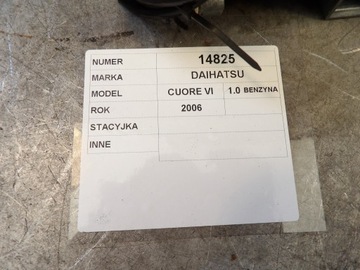 NUMER 14825
MARKA DAIHATSU
MODEL CUORE VI 1.0 BENZYNA
ROK 2006
STACYJKA
INNE